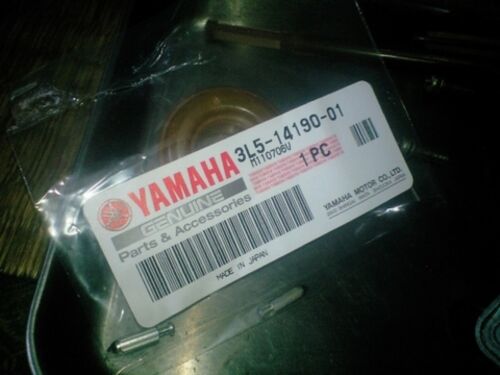 YAMAHA
GENUINE
Parts & Accessories
3L5-14190-01
M110706V
1 PC
MADE IN JAPAN
YAMAHA MOTOR CO.,LTD.